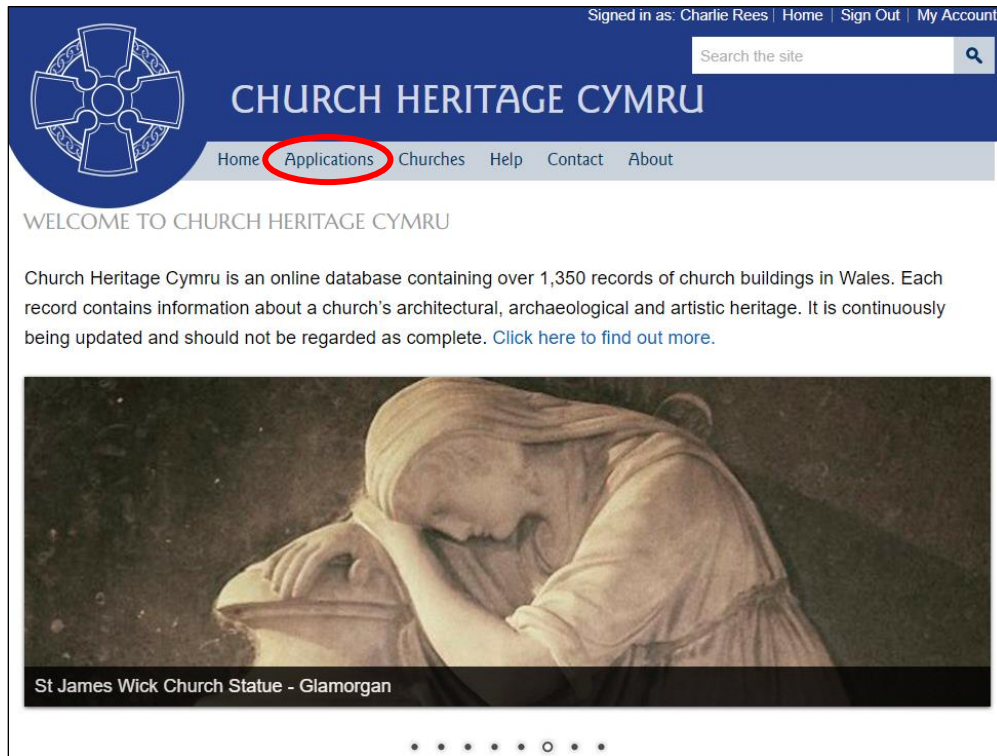 Signed in as: Charlie Rees | Home | Sign Out | My Account
Search the site
CHURCH HERITAGE CYMRU
Home Applications Churches Help Contact About
WELCOME TO CHURCH HERITAGE CYMRU
Church Heritage Cymru is an online database containing over 1,350 records of church buildings in Wales. Each
record contains information about a church's architectural, archaeological and artistic heritage. It is continuously
being updated and should not be regarded as complete. Click here to find out more.
St James Wick Church Statue - Glamorgan